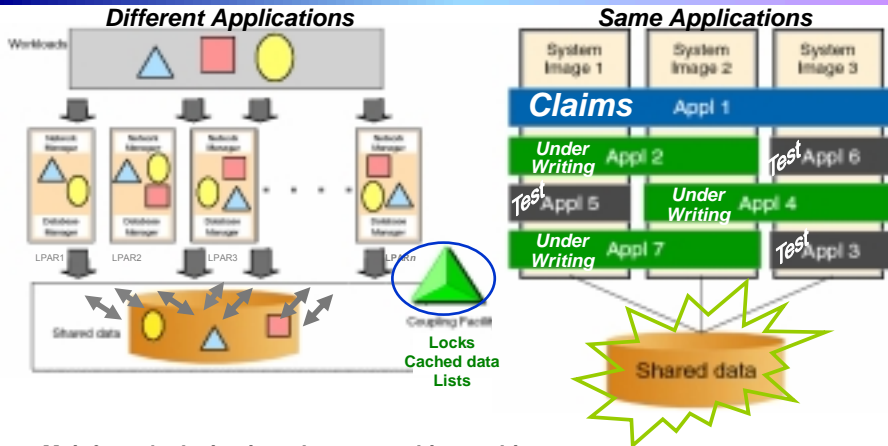 Different Applications
Workloads
Network Manager
Network Manager
Network Manager
Network Manager
Database Manager
Database Manager
Database Manager
Database Manager
LPAR1
LPAR2
LPAR3
LPARn
Shared data
Coupling Facili
Locks
Cached data
Lists
Same Applications
System Image 1
System Image 2
System Image 3
Claims Appl 1
Under Writing Appl 2
Test Appl 6
Test Appl 5
Under Writing Appl 4
Under Writing Appl 7
Test Appl 3
Shared data